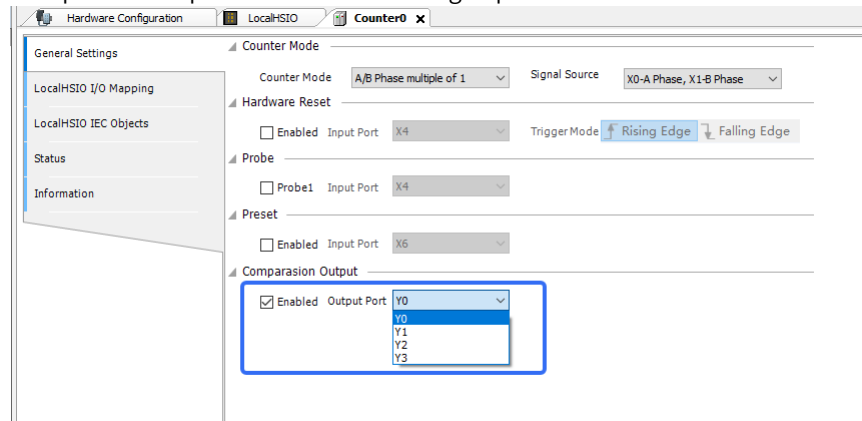 Hardware Configuration LocalHSIO Counter0 x
General Settings
LocalHSIO I/O Mapping
LocalHSIO IEC Objects
Status
Information
Counter Mode
Counter Mode A/B Phase multiple of 1 Signal Source X0-A Phase, X1-B Phase
Hardware Reset
Enabled Input Port X4 TriggerMode Rising Edge Falling Edge
Probe
Probe1 Input Port X4
Preset
Enabled Input Port X6
Comparasion Output
Enabled Output Port Y0
Y0
Y1
Y2
Y3